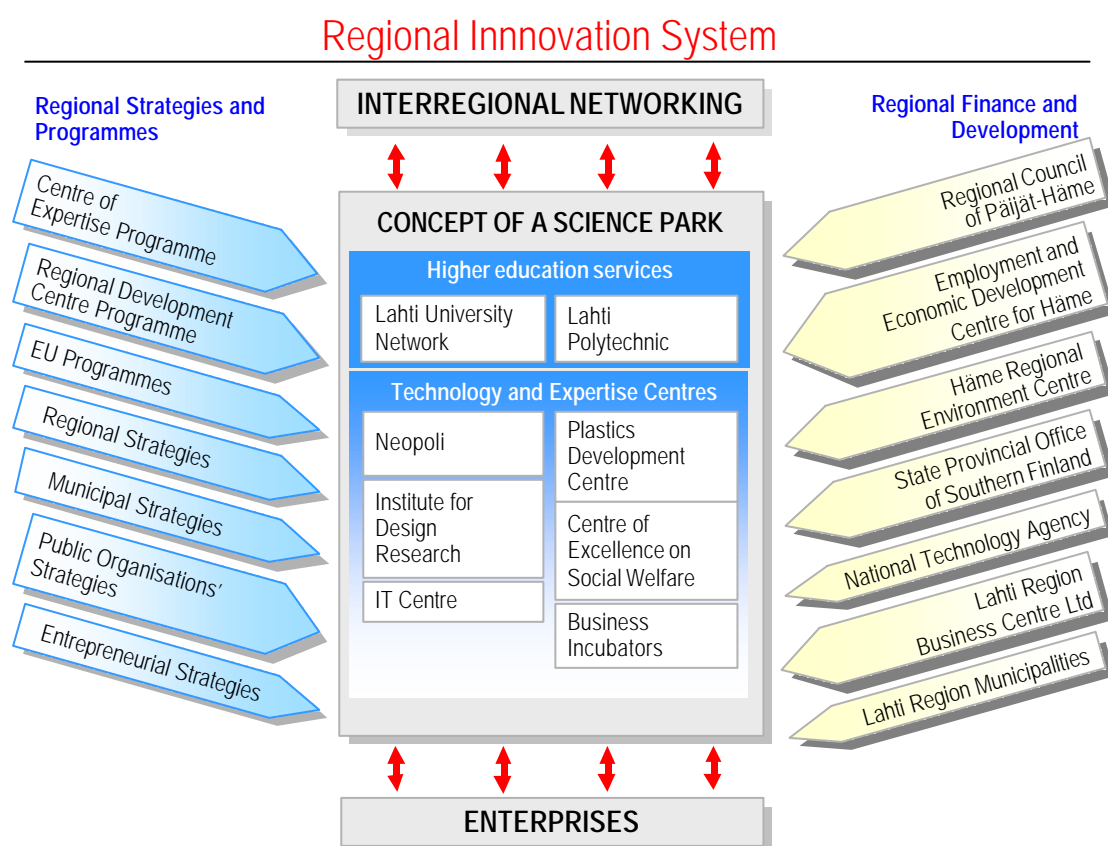 Regional Innnovation System
Regional Strategies and
Programmes
Centre of
Expertise Programme
Regional Development
Centre Programme
EU Programmes
Regional Strategies
Municipal Strategies
Public Organisations'
Strategies
Entrepreneurial Strategies
INTERREGIONAL NETWORKING
CONCEPT OF A SCIENCE PARK
Higher education services
Lahti University
Network
Lahti
Polytechnic
Technology and Expertise Centres
Neopoli
Institute for
Design
Research
IT Centre
Plastics
Development
Centre
Centre of
Excellence on
Social Welfare
Business
Incubators
ENTERPRISES
Regional Finance and
Development
Regional Council
of Päijät-Häme
Employment and
Economic Development
Centre for Häme
Häme Regional
Environment Centre
State Provincial Office
of Southern Finland
National Technology Agency
Lahti Region
Business Centre Ltd
Lahti Region Municipalities